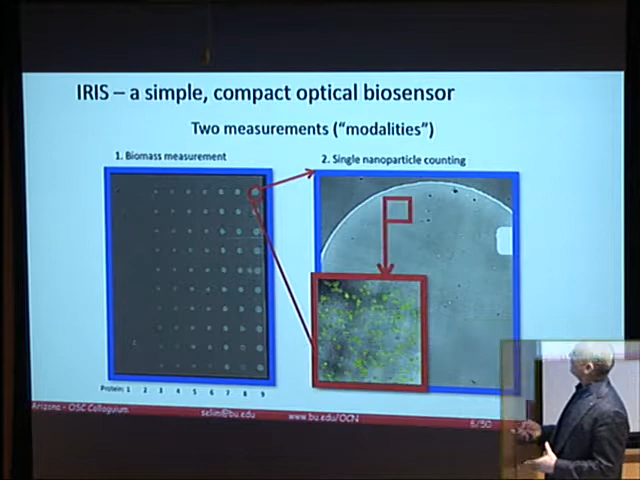 IRIS – a simple, compact optical biosensor
Two measurements ("modalities")
1. Biomass measurement
2. Single nanoparticle counting
Protein: 1 2 3 4 5 6 7 8 9
Arizona - OSC Colloquium
selim@bu.edu
www.bu.edu/OCN
6/50